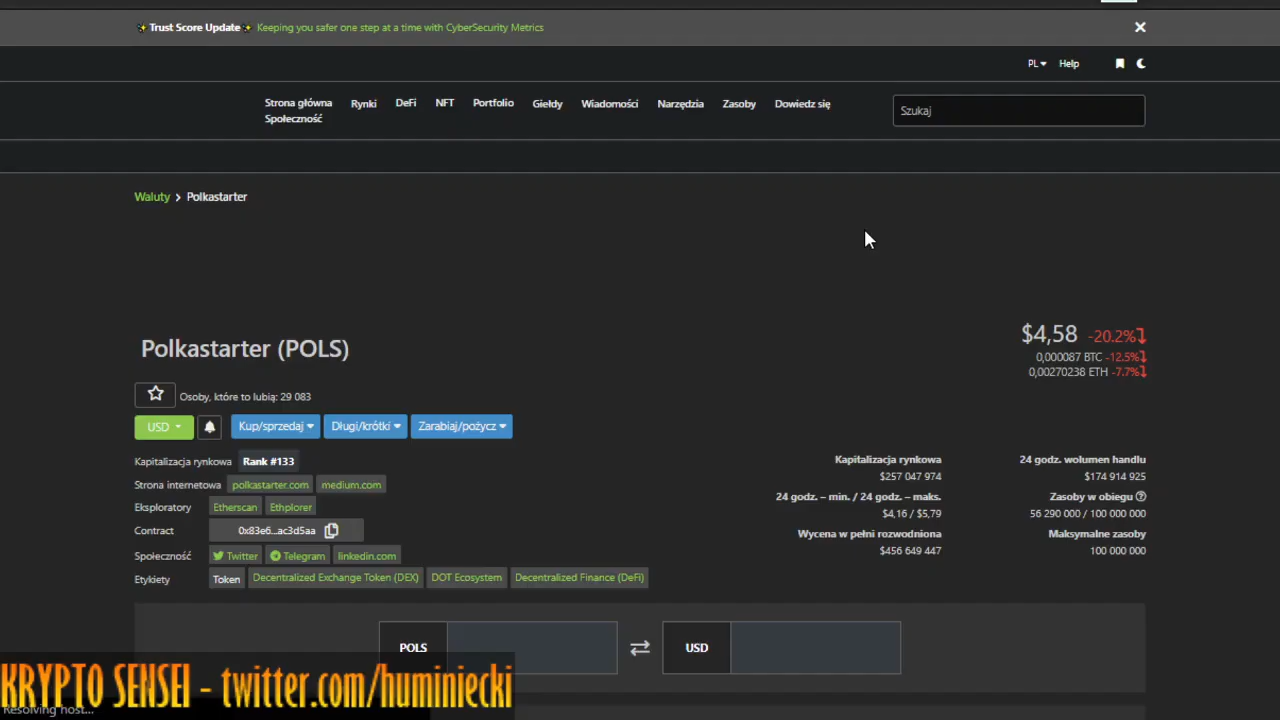 ✨ Trust Score Update ✨ Keeping you safer one step at a time with CyberSecurity Metrics
PL Help
Strona główna Rynki DeFi NFT Portfolio Giełdy Wiadomości Narzędzia Zasoby Dowiedz się
Społeczność
Szukaj
Waluty > Polkastarter
Polkastarter (POLS)
$4,58 -20.2%
0,000087 BTC -12.5%
0,00270238 ETH -7.7%
Osoby, które to lubią: 29 083
USD Kup/sprzedaj Długi/krótki Zarabiaj/pożycz
Kapitalizacja rynkowa Rank #133
Strona internetowa polkastarter.com medium.com
Eksploratory Etherscan Ethplorer
Contract 0x83e6...ac3d5aa
Społeczność Twitter Telegram linkedin.com
Etykiety Token Decentralized Exchange Token (DEX) DOT Ecosystem Decentralized Finance (DeFi)
Kapitalizacja rynkowa
$257 047 974
24 godz. – min. / 24 godz. – maks.
$4,16 / $5,79
Wycena w pełni rozwodniona
$456 649 447
24 godz. wolumen handlu
$174 914 925
Zasoby w obiegu
56 290 000 / 100 000 000
Maksymalne zasoby
100 000 000
POLS USD
KRYPTO SENSEI - twitter.com/huminiecki
Resolving host...